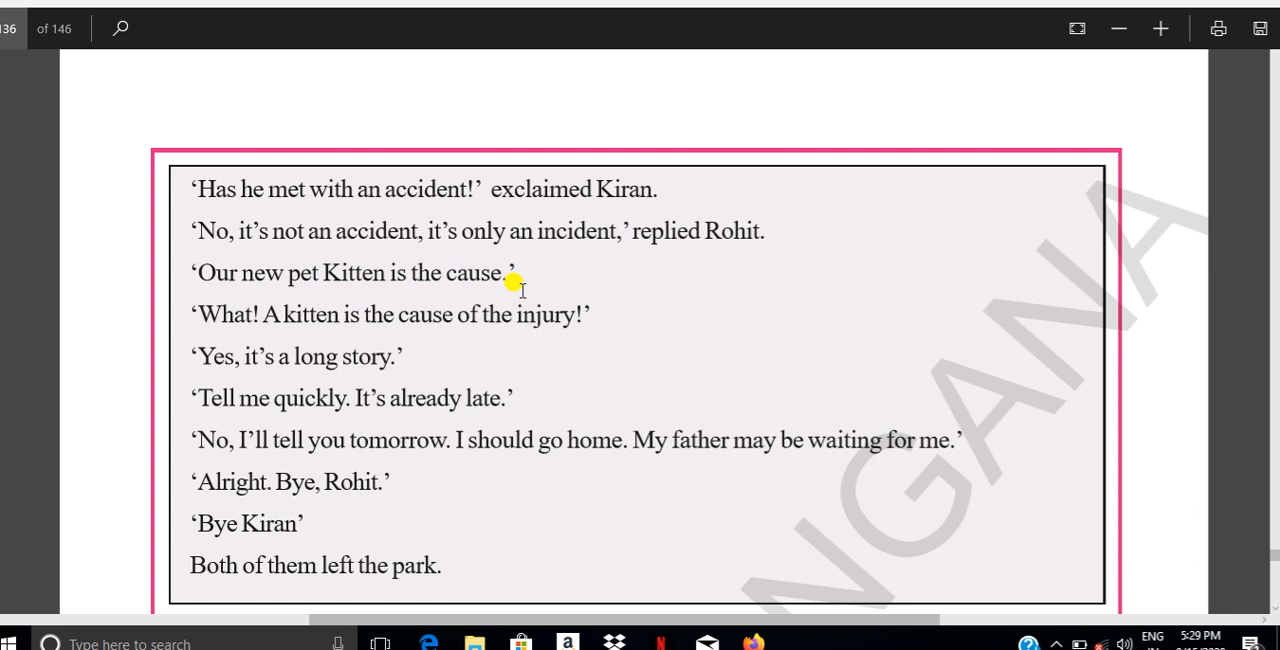 136 of 146
‘Has he met with an accident!’ exclaimed Kiran.
‘No, it’s not an accident, it’s only an incident,’ replied Rohit.
‘Our new pet Kitten is the cause.’
‘What! A kitten is the cause of the injury!’
‘Yes, it’s a long story.’
‘Tell me quickly. It’s already late.’
‘No, I’ll tell you tomorrow. I should go home. My father may be waiting for me.’
‘Alright. Bye, Rohit.’
‘Bye Kiran’
Both of them left the park.
NGANA
Type here to search
ENG
5:29 PM